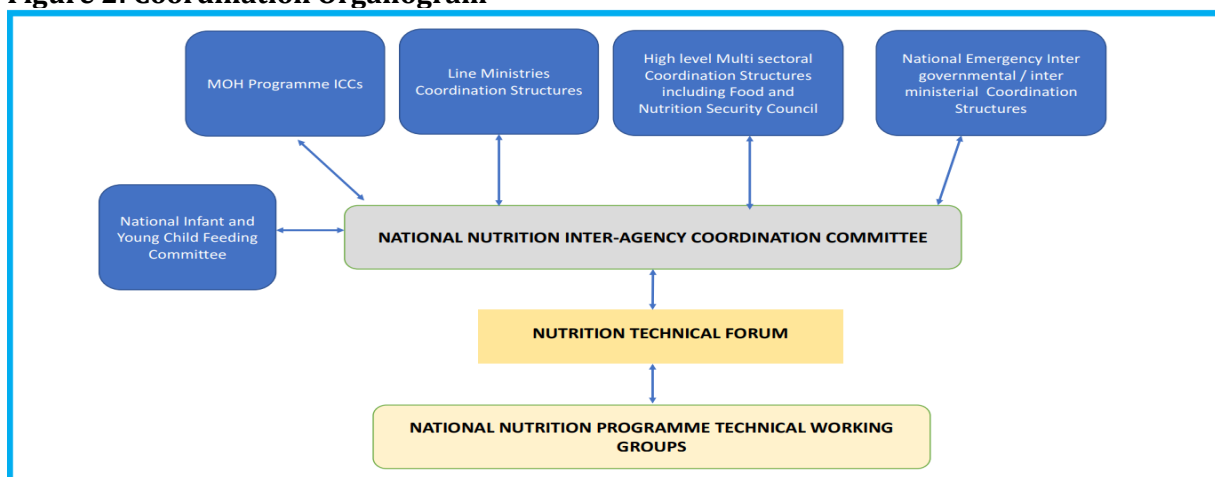 Figure 2: Coordination Organogram
MOH Programme ICCs
Line Ministries
Coordination Structures
High level Multi sectoral
Coordination Structures
including Food and
Nutrition Security Council
National Emergency Inter
governmental / inter
ministerial Coordination
Structures
National Infant and
Young Child Feeding
Committee
NATIONAL NUTRITION INTER-AGENCY COORDINATION COMMITTEE
NUTRITION TECHNICAL FORUM
NATIONAL NUTRITION PROGRAMME TECHNICAL WORKING
GROUPS